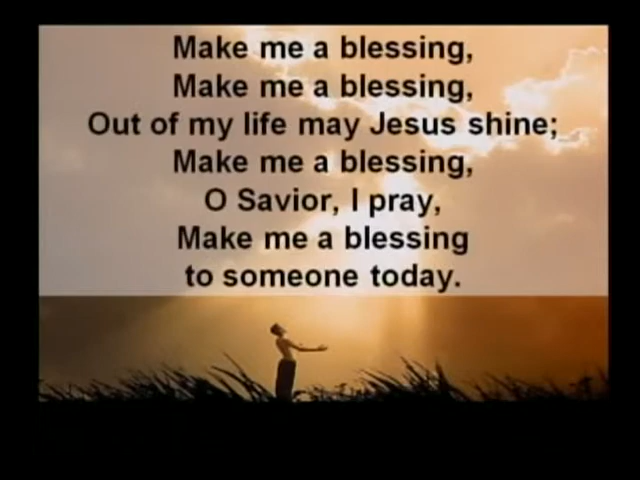 Make me a blessing,
Make me a blessing,
Out of my life may Jesus shine;
Make me a blessing,
O Savior, I pray,
Make me a blessing
to someone today.